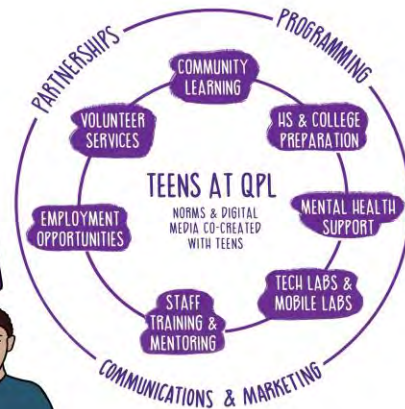 PARTNERSHIPS
PROGRAMMING
COMMUNITY
LEARNING
VOLUNTEER
SERVICES
HS & COLLEGE
PREPARATION
TEENS AT QPL
NORMS & DIGITAL
MEDIA CO-CREATED
WITH TEENS
EMPLOYMENT
OPPORTUNITIES
MENTAL HEALTH
SUPPORT
TECH LABS &
MOBILE LABS
STAFF
TRAINING &
MENTORING
COMMUNICATIONS & MARKETING